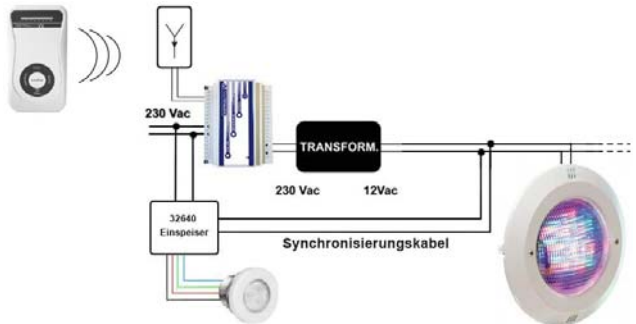 230 Vac
TRANSFORM.
230 Vac
12Vac
32640
Einspeiser
Synchronisierungskabel